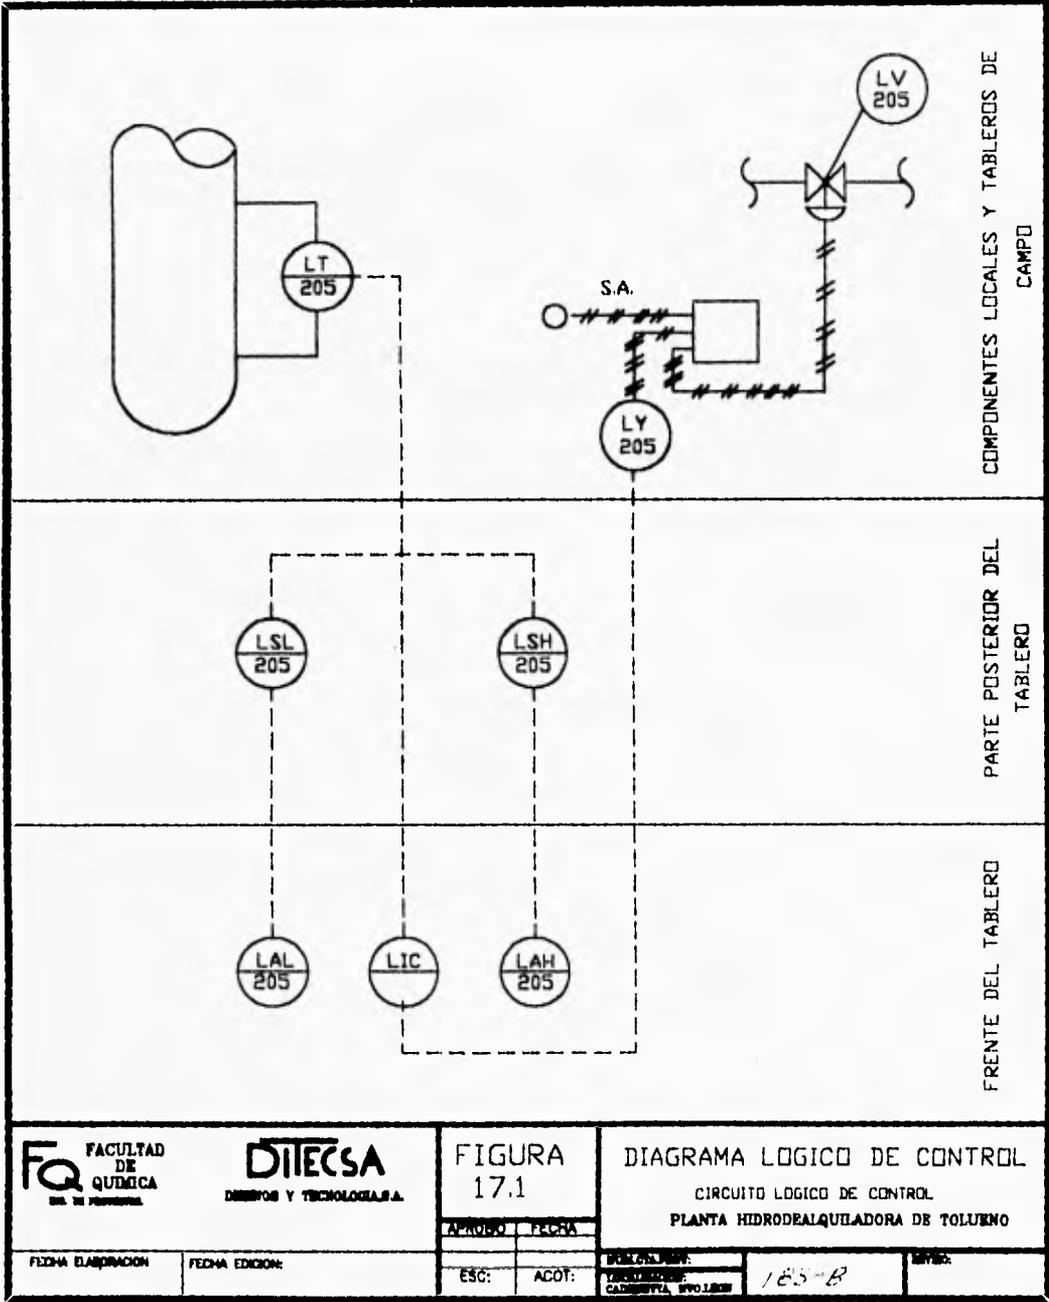 LV
205
LT
205
S.A.
LY
205
COMPONENTES LOCALES Y TABLEROS DE
CAMPO
LSL
205
LSH
205
PARTE POSTERIOR DEL
TABLERO
LAL
205
LIC
LAH
205
FRENTE DEL TABLERO
FQ
FACULTAD
DE
QUIMICA
DITECSA
DISEÑOS Y TECNOLOGIA,S.A.
FIGURA
17.1
APROBO FECHA
ESC: ACOT:
DIAGRAMA LOGICO DE CONTROL
CIRCUITO LOGICO DE CONTROL
PLANTA HIDRODEALQUILADORA DE TOLUENO
FECHA ELABORACION
FECHA EDICION:
185-B